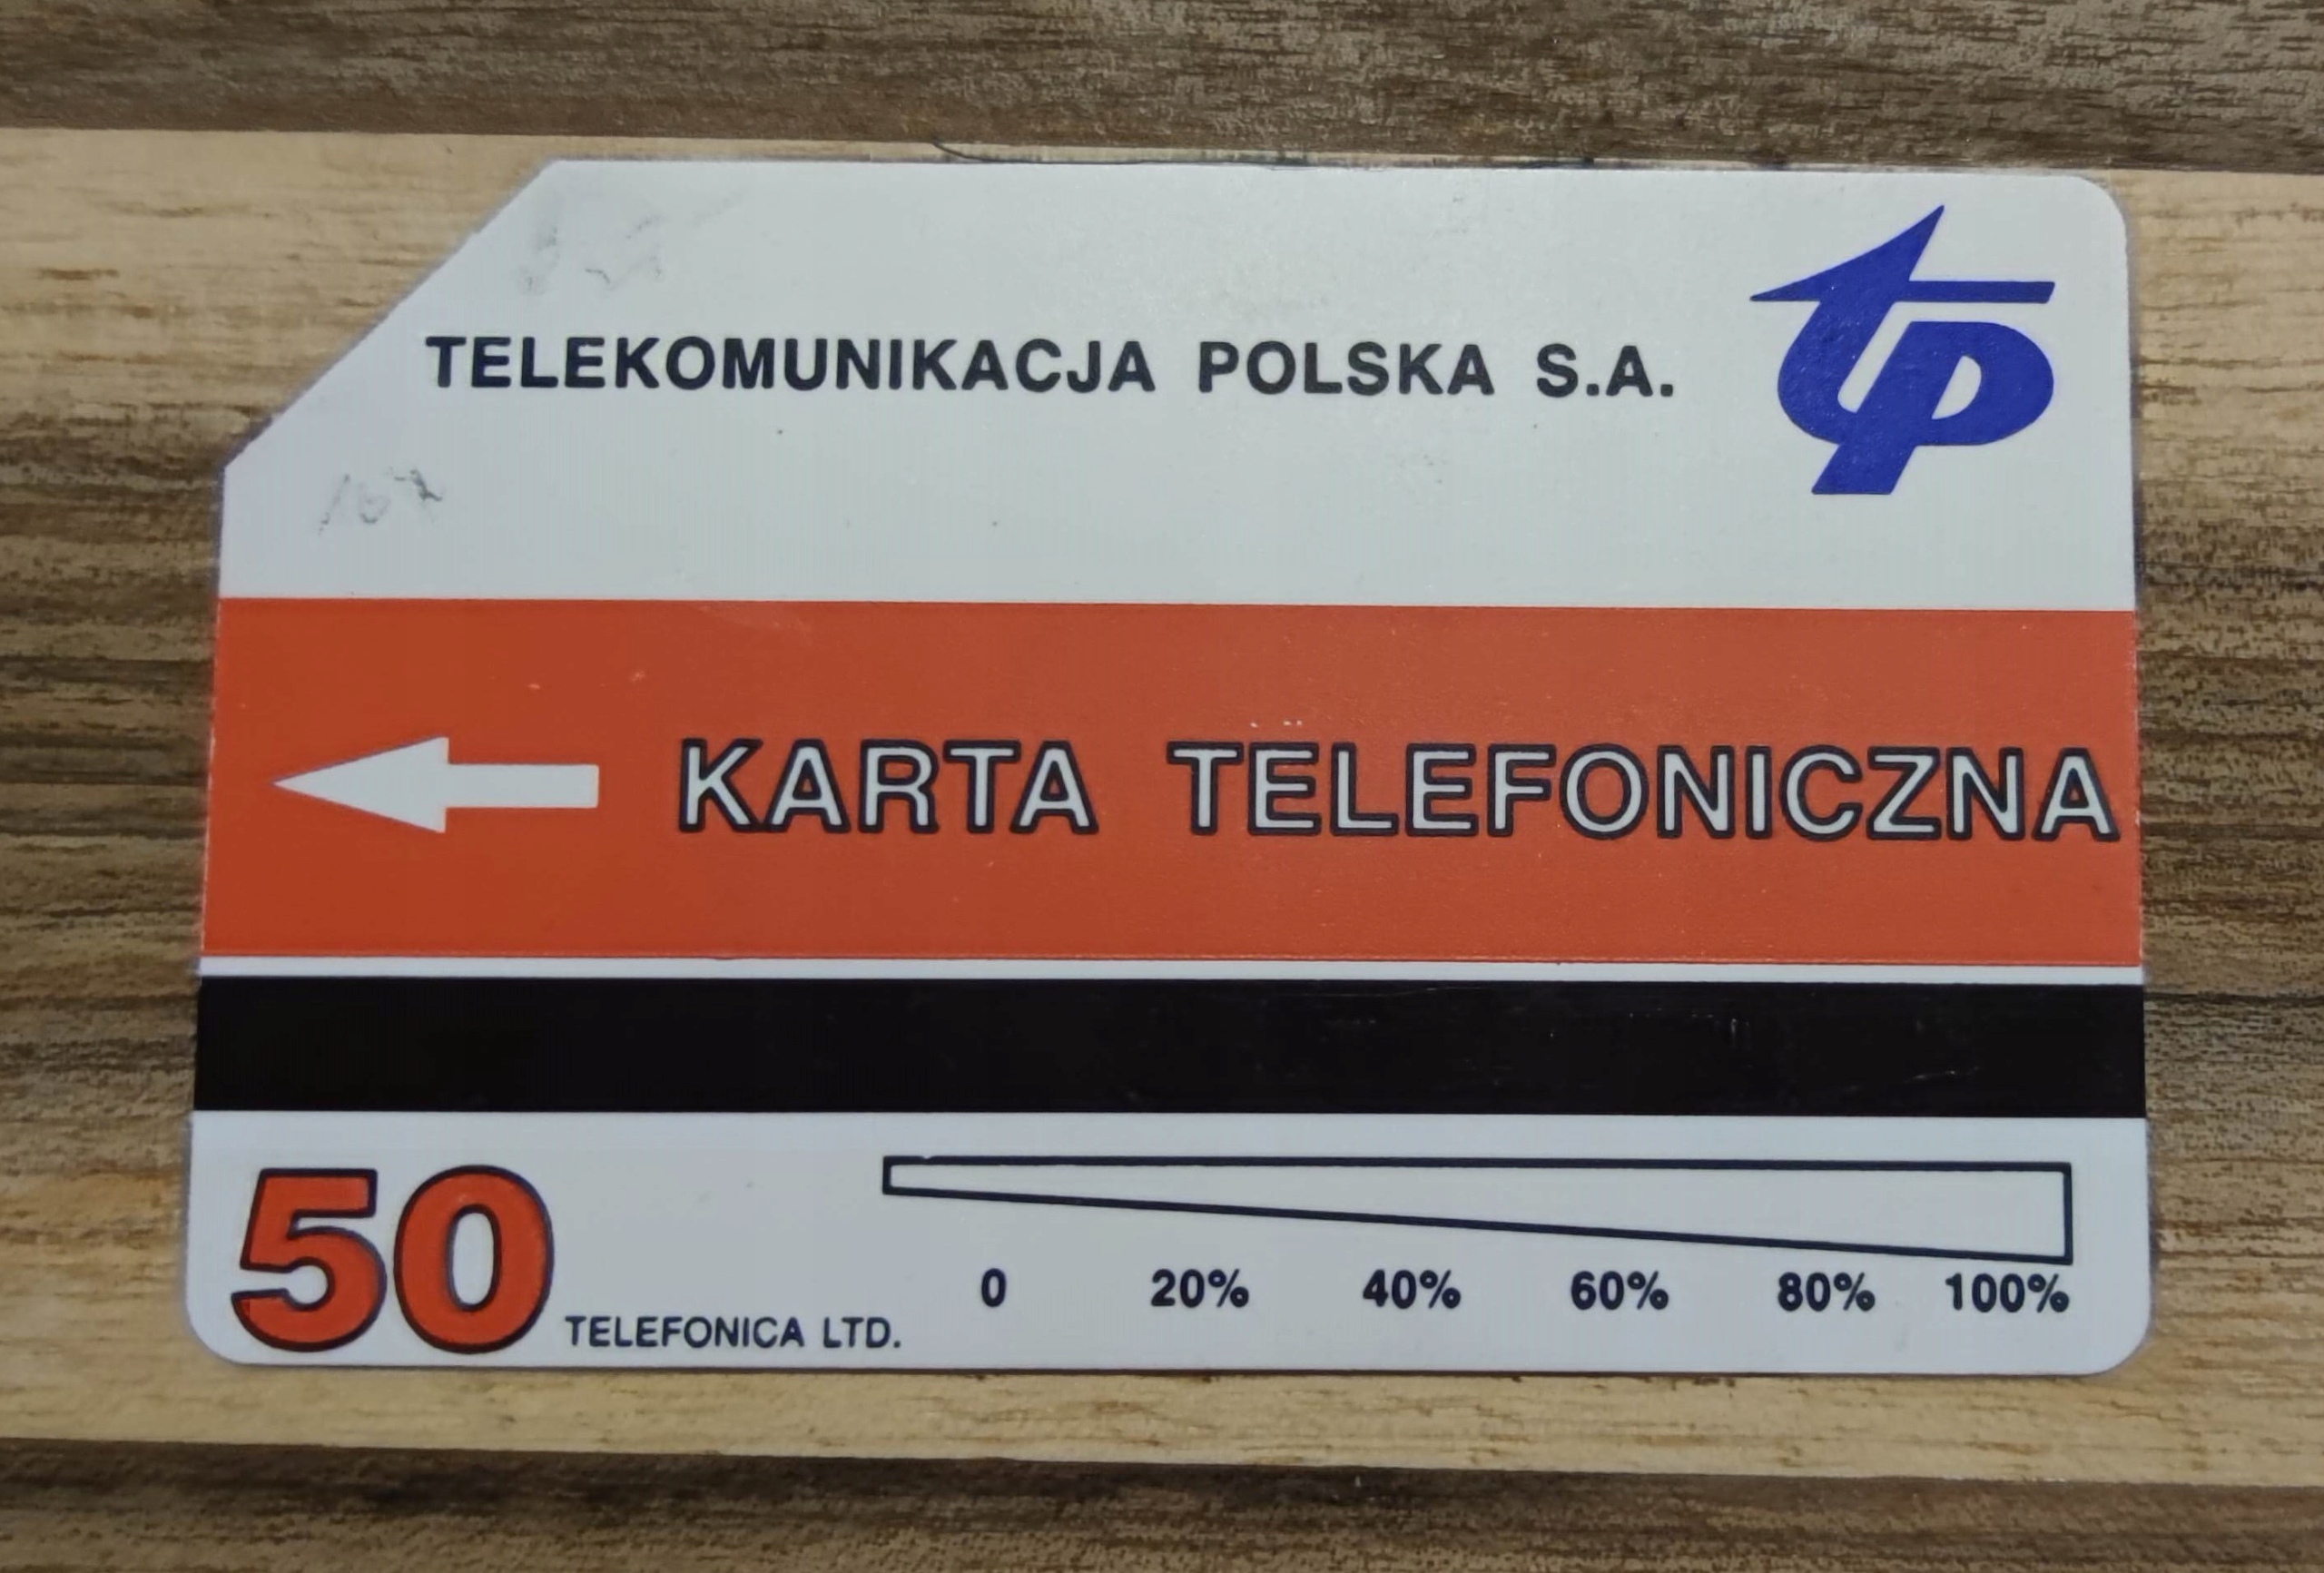 TELEKOMUNIKACJA POLSKA S.A.
tp
KARTA TELEFONICZNA
50
TELEFONICA LTD.
0 20% 40% 60% 80% 100%